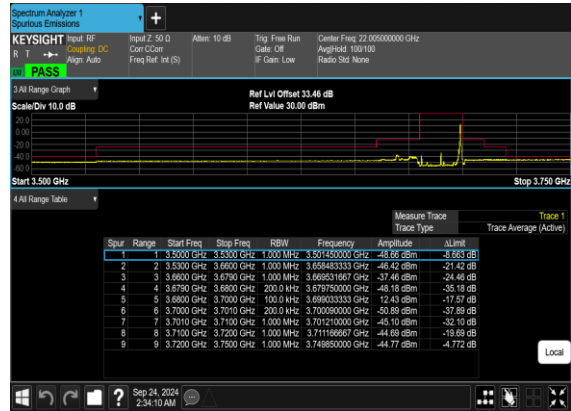 Spectrum Analyzer 1
Spurious Emissions
+
KEYSIGHT Input: RF Input Z: 50 Ω Atten: 10 dB Trig: Free Run Center Freq: 22.005000000 GHz
R T Coupling: DC Corr CCorr Gate: Off Avg|Hold: 100/100
Align: Auto Freq Ref: Int (S) IF Gain: Low Radio Std: None
PASS
3 All Range Graph
Ref Lvl Offset 33.46 dB
Scale/Div 10.0 dB Ref Value 30.00 dBm
20.0
0.00
-20.0
-40.0
-60.0
Start 3.500 GHz Stop 3.750 GHz
4 All Range Table
Measure Trace Trace 1
Trace Type Trace Average (Active)
Spur Range Start Freq Stop Freq RBW Frequency Amplitude ΔLimit
1 1 3.5000 GHz 3.5300 GHz 1.000 MHz 3.501450000 GHz -48.66 dBm -8.663 dB
2 2 3.5300 GHz 3.6600 GHz 1.000 MHz 3.658483333 GHz -46.42 dBm -21.42 dB
3 3 3.6600 GHz 3.6790 GHz 1.000 MHz 3.669531667 GHz -37.46 dBm -24.46 dB
4 4 3.6790 GHz 3.6800 GHz 200.0 kHz 3.679750000 GHz -48.18 dBm -35.18 dB
5 5 3.6800 GHz 3.7000 GHz 100.0 kHz 3.699033333 GHz 12.43 dBm -17.57 dB
6 6 3.7000 GHz 3.7010 GHz 200.0 kHz 3.700090000 GHz -50.89 dBm -37.89 dB
7 7 3.7010 GHz 3.7100 GHz 1.000 MHz 3.701210000 GHz -45.10 dBm -32.10 dB
8 8 3.7100 GHz 3.7200 GHz 1.000 MHz 3.711166667 GHz -44.69 dBm -19.69 dB
9 9 3.7200 GHz 3.7500 GHz 1.000 MHz 3.749850000 GHz -44.77 dBm -4.772 dB
Local
? Sep 24, 2024
2:34:10 AM